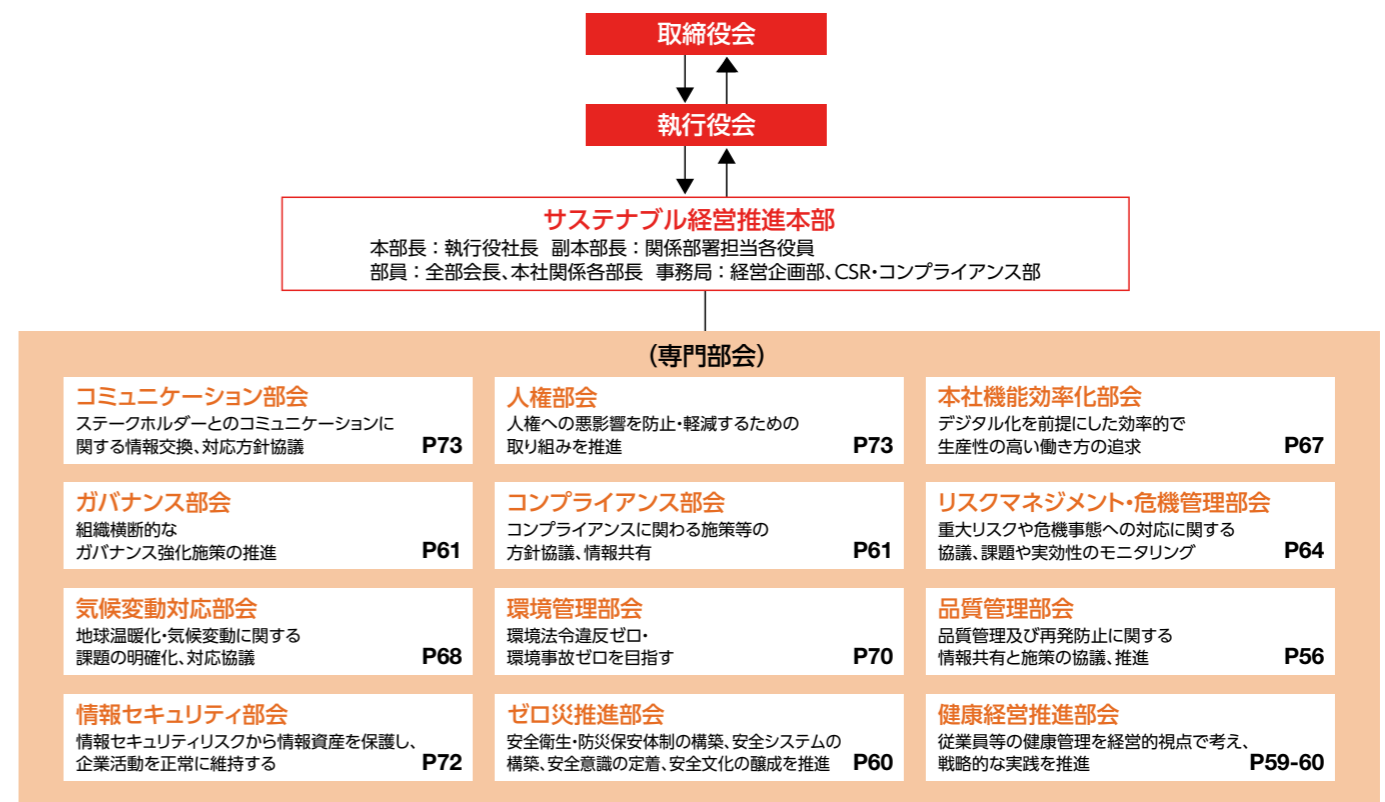 取締役会
執行役会
サステナブル経営推進本部
本部長：執行役社長 副本部長：関係部署担当各役員
部員：全部会長、本社関係各部長 事務局：経営企画部、CSR・コンプライアンス部
（専門部会）
コミュニケーション部会
ステークホルダーとのコミュニケーションに
関する情報交換、対応方針協議 P73
人権部会
人権への悪影響を防止・軽減するための
取り組みを推進 P73
本社機能効率化部会
デジタル化を前提にした効率的で
生産性の高い働き方の追求 P67
ガバナンス部会
組織横断的な
ガバナンス強化施策の推進 P61
コンプライアンス部会
コンプライアンスに関わる施策等の
方針協議、情報共有 P61
リスクマネジメント・危機管理部会
重大リスクや危機事態への対応に関する
協議、課題や実効性のモニタリング P64
気候変動対応部会
地球温暖化・気候変動に関する
課題の明確化、対応協議 P68
環境管理部会
環境法令違反ゼロ・
環境事故ゼロを目指す P70
品質管理部会
品質管理及び再発防止に関する
情報共有と施策の協議、推進 P56
情報セキュリティ部会
情報セキュリティリスクから情報資産を保護し、
企業活動を正常に維持する P72
ゼロ災推進部会
安全衛生・防災保安体制の構築、安全システムの
構築、安全意識の定着、安全文化の醸成を推進 P60
健康経営推進部会
従業員等の健康管理を経営的視点で考え、
戦略的な実践を推進 P59-60